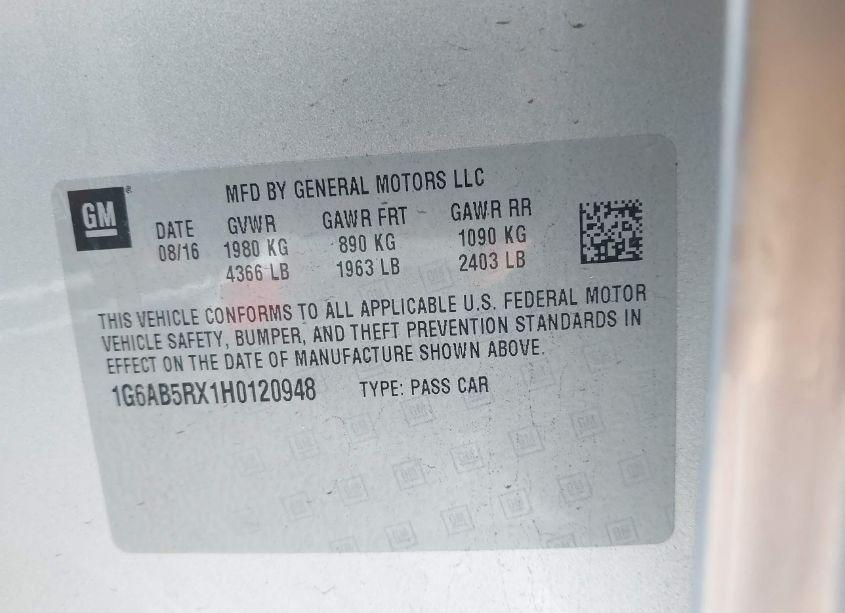 GM
MFD BY GENERAL MOTORS LLC
DATE GVWR GAWR FRT GAWR RR
08/16 1980 KG 890 KG 1090 KG
4366 LB 1963 LB 2403 LB
THIS VEHICLE CONFORMS TO ALL APPLICABLE U.S. FEDERAL MOTOR
VEHICLE SAFETY, BUMPER, AND THEFT PREVENTION STANDARDS IN
EFFECT ON THE DATE OF MANUFACTURE SHOWN ABOVE.
1G6AB5RX1H0120948 TYPE: PASS CAR